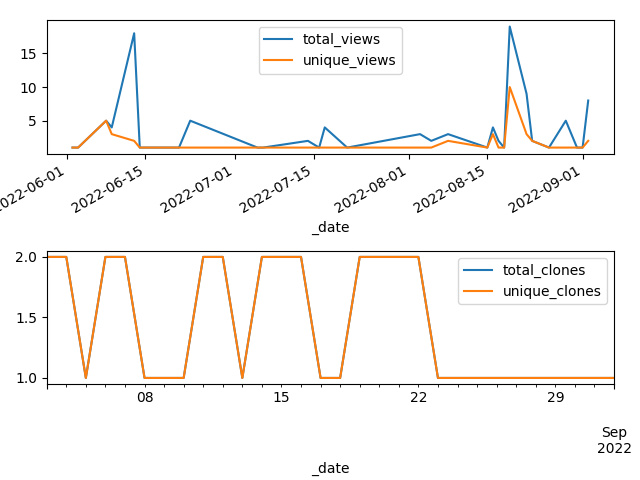 total_views
unique_views
15
10
5
2022-06-01
2022-06-15
2022-07-01
2022-07-15
2022-08-01
2022-08-15
2022-09-01
_date
2.0
total_clones
unique_clones
1.5
1.0
08
15
22
29
Sep
2022
_date